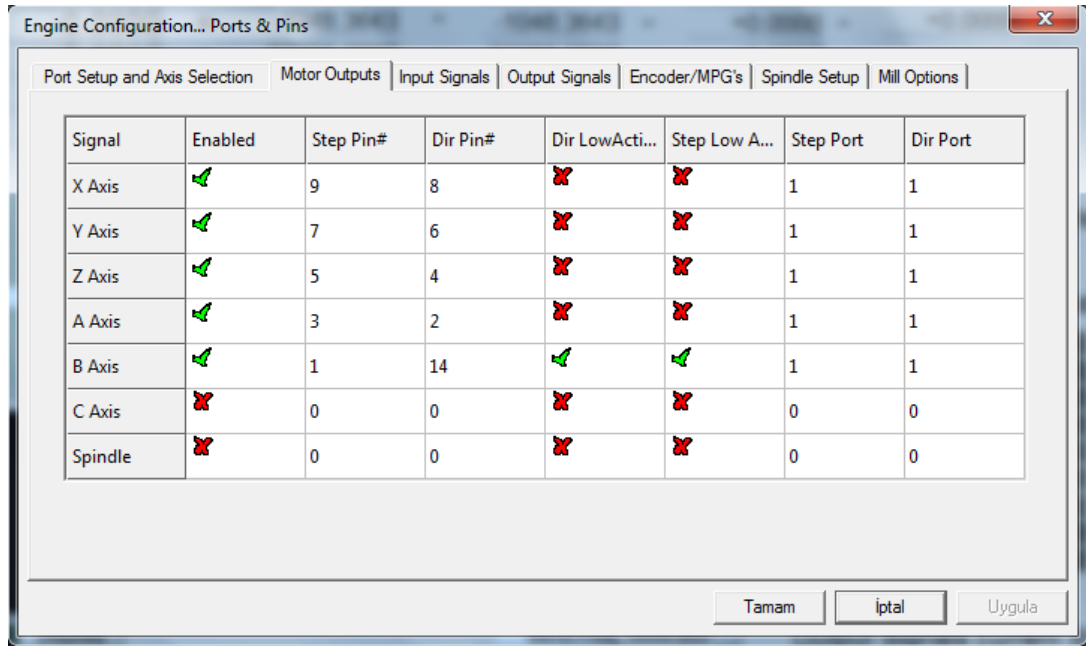 Engine Configuration... Ports & Pins
Port Setup and Axis Selection Motor Outputs Input Signals Output Signals Encoder/MPG's Spindle Setup Mill Options
Signal Enabled Step Pin# Dir Pin# Dir LowActi... Step Low A... Step Port Dir Port
X Axis 9 8 1 1
Y Axis 7 6 1 1
Z Axis 5 4 1 1
A Axis 3 2 1 1
B Axis 1 14 1 1
C Axis 0 0 0 0
Spindle 0 0 0 0
Tamam İptal Uygula